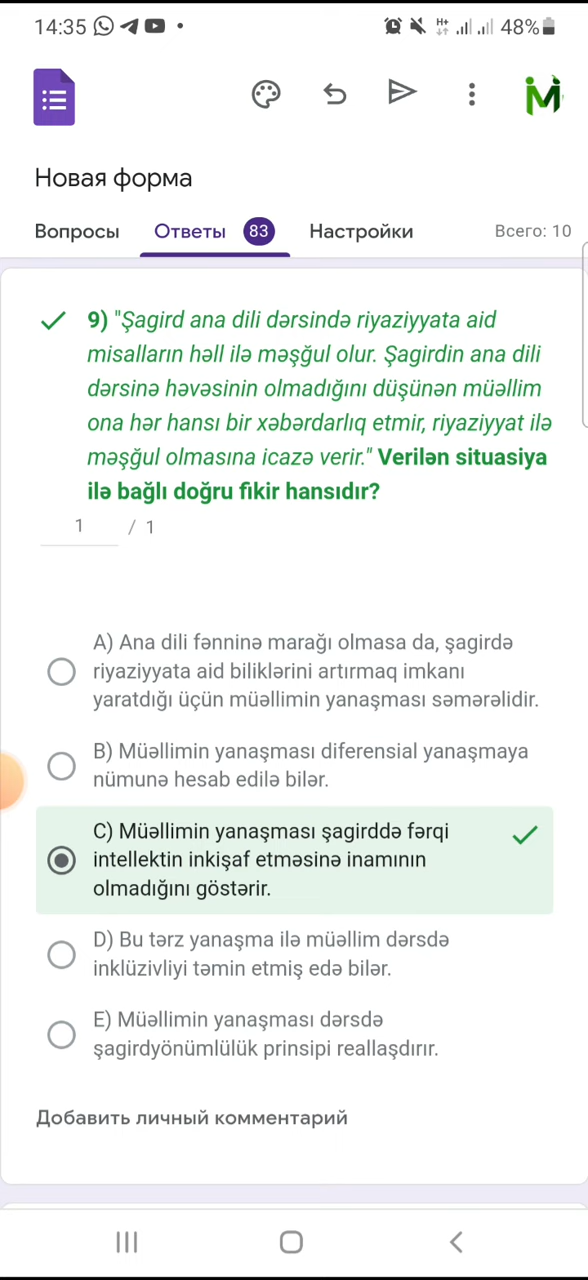 14:35
H+
48%
Новая форма
Вопросы Ответы 83 Настройки Всего: 10
9) "Şagird ana dili dərsində riyaziyyata aid
misalların həll ilə məşğul olur. Şagirdin ana dili
dərsinə həvəsinin olmadığını düşünən müəllim
ona hər hansı bir xəbərdarlıq etmir, riyaziyyat ilə
məşğul olmasına icazə verir." Verilən situasiya
ilə bağlı doğru fikir hansıdır?
1 / 1
A) Ana dili fənninə marağı olmasa da, şagirdə
riyaziyyata aid biliklərini artırmaq imkanı
yaratdığı üçün müəllimin yanaşması səmərəlidir.
B) Müəllimin yanaşması diferensial yanaşmaya
nümunə hesab edilə bilər.
C) Müəllimin yanaşması şagirddə fərqi
intellektin inkişaf etməsinə inamının
olmadığını göstərir.
D) Bu tərz yanaşma ilə müəllim dərsdə
inklüzivliyi təmin etmiş edə bilər.
E) Müəllimin yanaşması dərsdə
şagirdyönümlülük prinsipi reallaşdırır.
Добавить личный комментарий